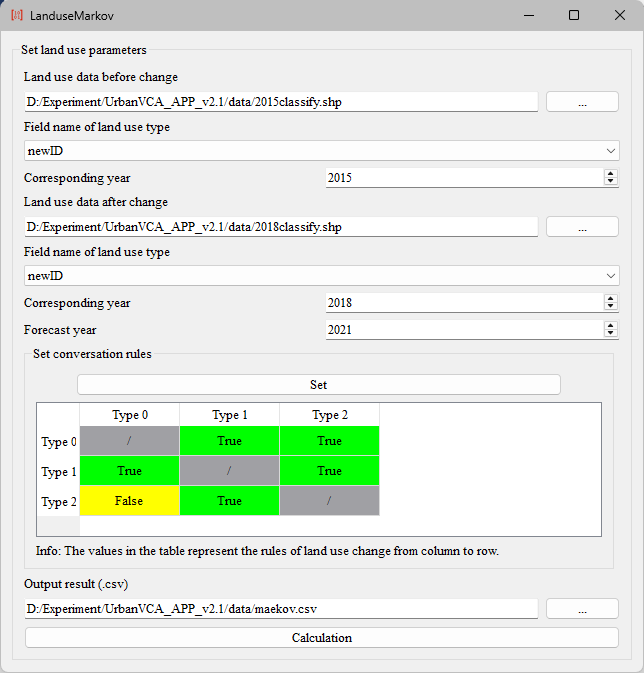 LanduseMarkov
Set land use parameters
Land use data before change
D:/Experiment/UrbanVCA_APP_v2.1/data/2015classify.shp ...
Field name of land use type
newID
Corresponding year 2015
Land use data after change
D:/Experiment/UrbanVCA_APP_v2.1/data/2018classify.shp ...
Field name of land use type
newID
Corresponding year 2018
Forecast year 2021
Set conversation rules
Set
Type 0 Type 1 Type 2
Type 0 / True True
Type 1 True / True
Type 2 False True /
Info: The values in the table represent the rules of land use change from column to row.
Output result (.csv)
D:/Experiment/UrbanVCA_APP_v2.1/data/maekov.csv ...
Calculation